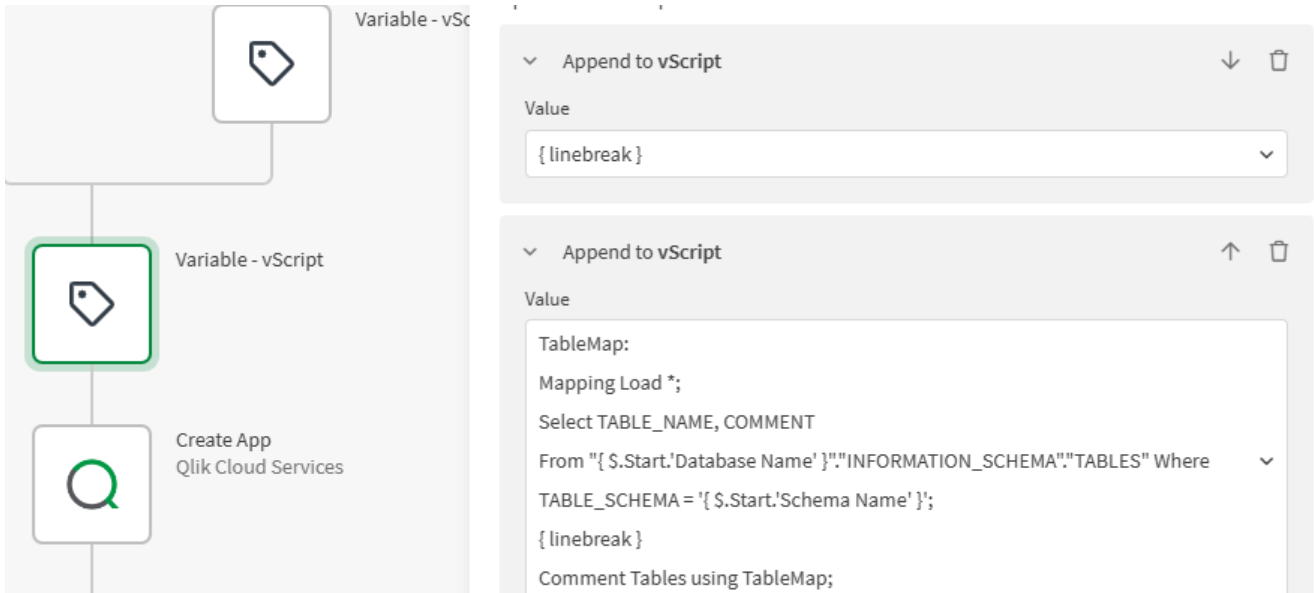 Variable - vSc
Append to vScript
Value
{ linebreak }
Variable - vScript
Append to vScript
Value
TableMap:
Mapping Load *;
Select TABLE_NAME, COMMENT
From "{ $.Start.'Database Name' }"."INFORMATION_SCHEMA"."TABLES" Where
TABLE_SCHEMA = '{ $.Start.'Schema Name' }';
{ linebreak }
Comment Tables using TableMap;
Create App
Qlik Cloud Services